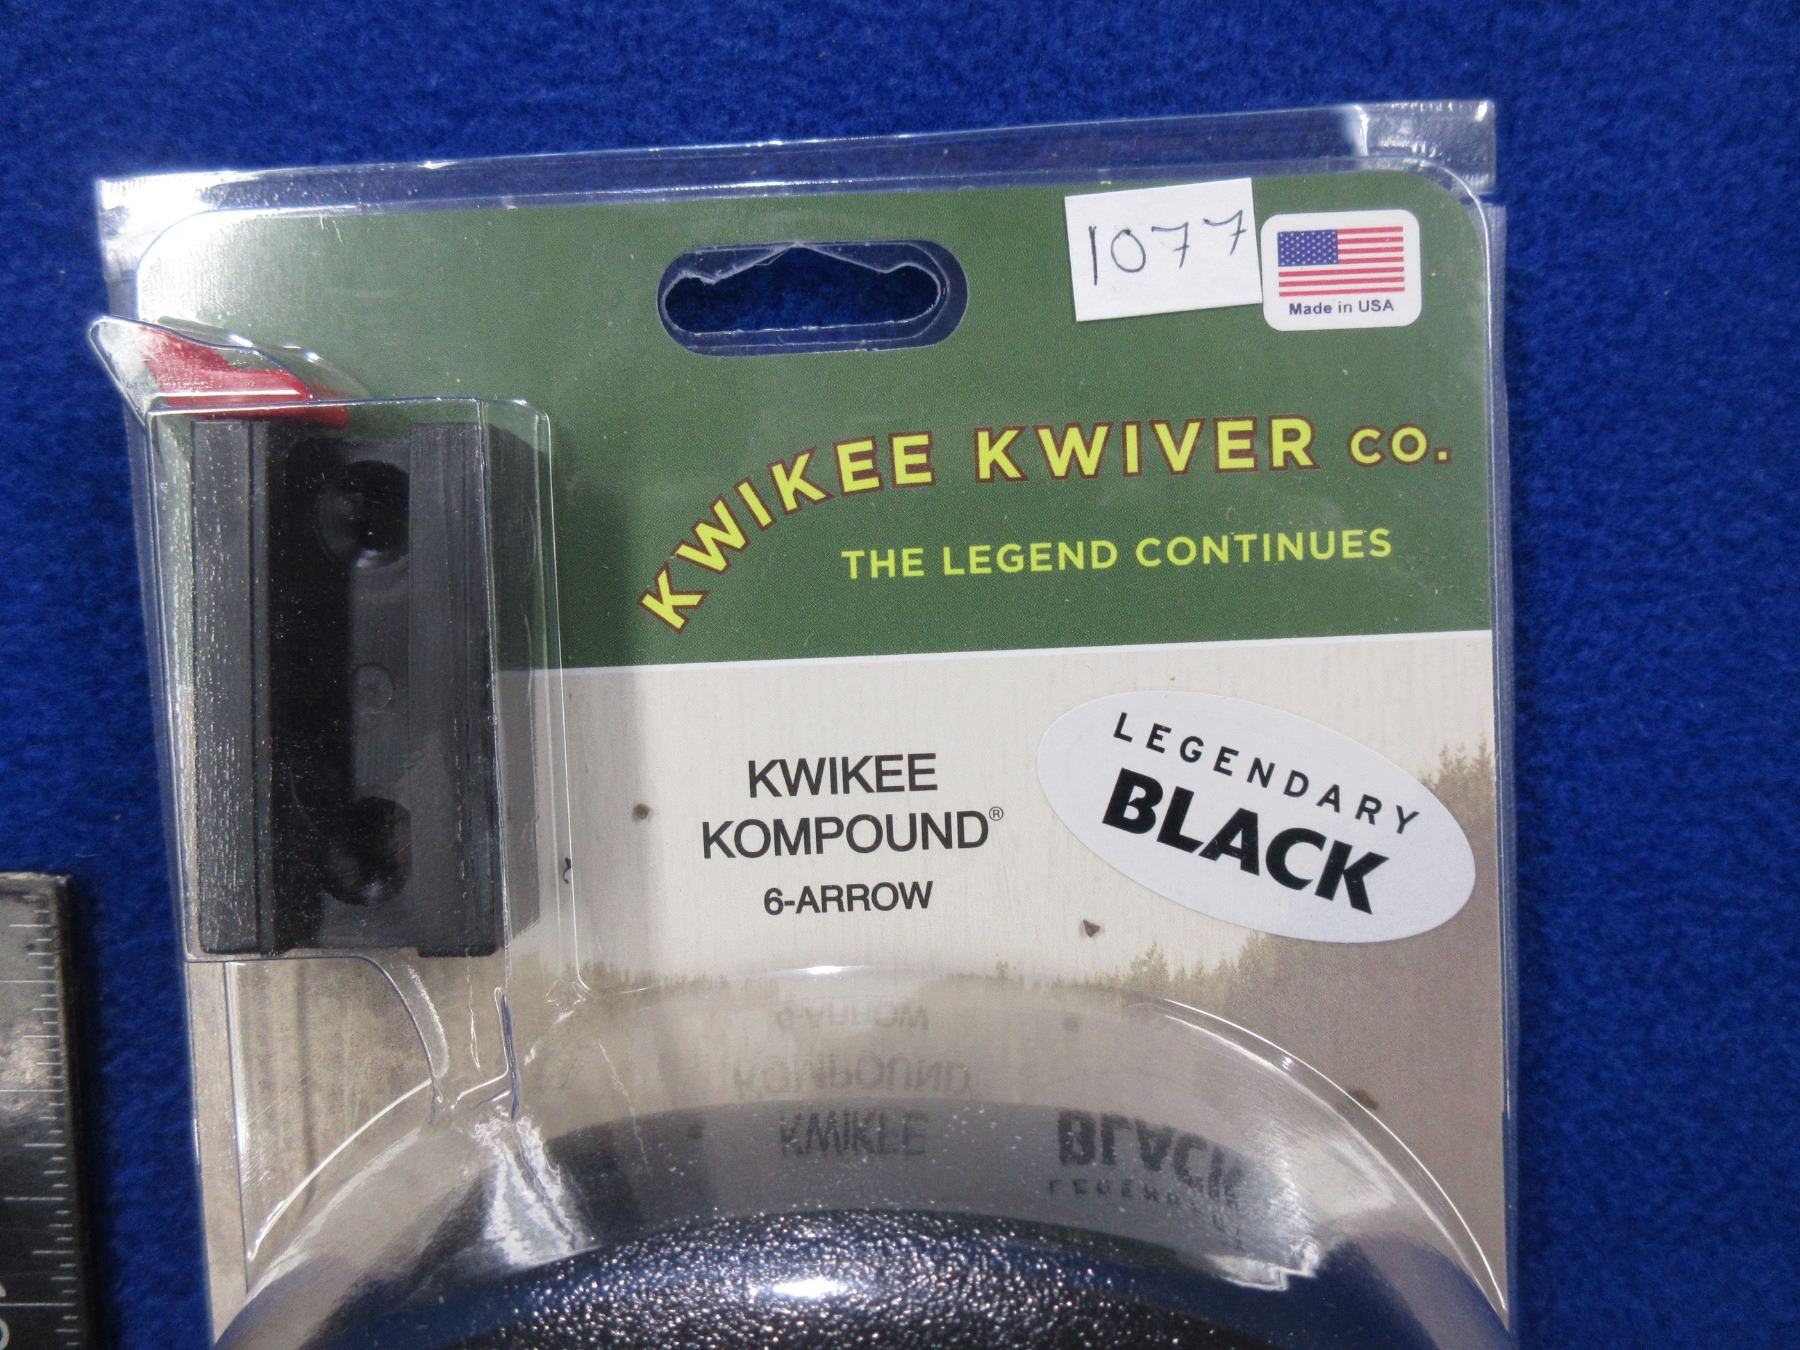 1077
Made in USA
KWIKEE KWIVER CO.
THE LEGEND CONTINUES
KWIKEE
KOMPOUND®
6-ARROW
LEGENDARY
BLACK